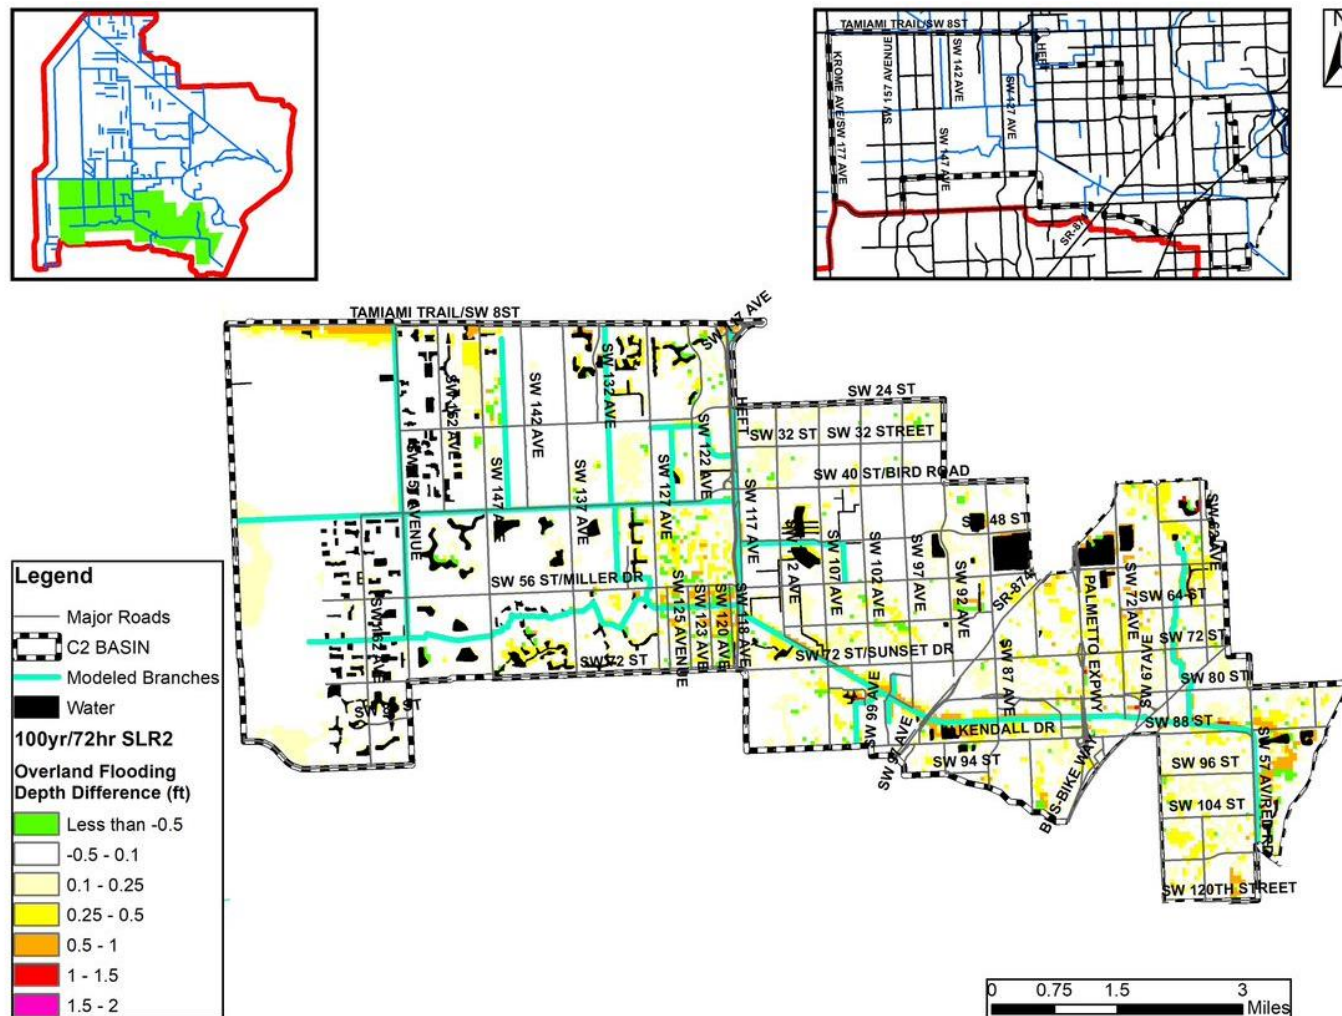 TAMIAMI TRAIL/SW 8ST
HEFT
KROME AVE/SW 177 AVE
SW 157 AVENUE
SW 142 AVE
SW 147 AVE
SW 127 AVE
TAMIAMI TRAIL/SW 8ST
SW 132 AVE
SW 142 AVE
SW 24 ST
HEFT
SW 122 AVE
SW 32 ST
SW 32 STREET
SW 40 ST/BIRD ROAD
SW 137 AVE
SW 127 AVE
SW 117 AVE
SW 107 AVE
SW 102 AVE
SW 97 AVE
SW 92 AVE
48 ST
SW 56 ST/MILLER DR
SR-874
PALMETTO EXPWY
SW 72 AVE
SW 64 ST
SW 125 AVENUE
SW 123 AVE
SW 120 AVE
SW 118 AVE
SW 72 ST
SW 72 ST/SUNSET DR
SW 87 AVE
SW 67 AVE
SW 72 ST
SW 80 ST
SW 99 AVE
SW 97 AVE
KENDALL DR
SW 88 ST
SW 94 ST
SW 96 ST
SW 57 AV/RED RD
SW 104 ST
SW 120TH STREET
Legend
Major Roads
C2 BASIN
Modeled Branches
Water
100yr/72hr SLR2
Overland Flooding
Depth Difference (ft)
Less than -0.5
-0.5 - 0.1
0.1 - 0.25
0.25 - 0.5
0.5 - 1
1 - 1.5
1.5 - 2
0 0.75 1.5 3
Miles